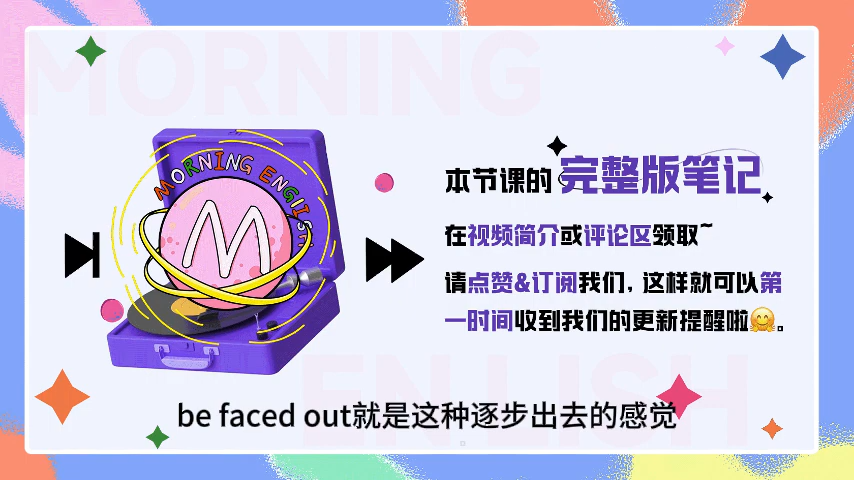 MORNING
MORNING ENGLISH
M
本节课的 完整版笔记
在视频简介或评论区领取~
请点赞&订阅我们，这样就可以第
一时间收到我们的更新提醒啦🤗。
ENGLISH
be faced out就是这种逐步出去的感觉